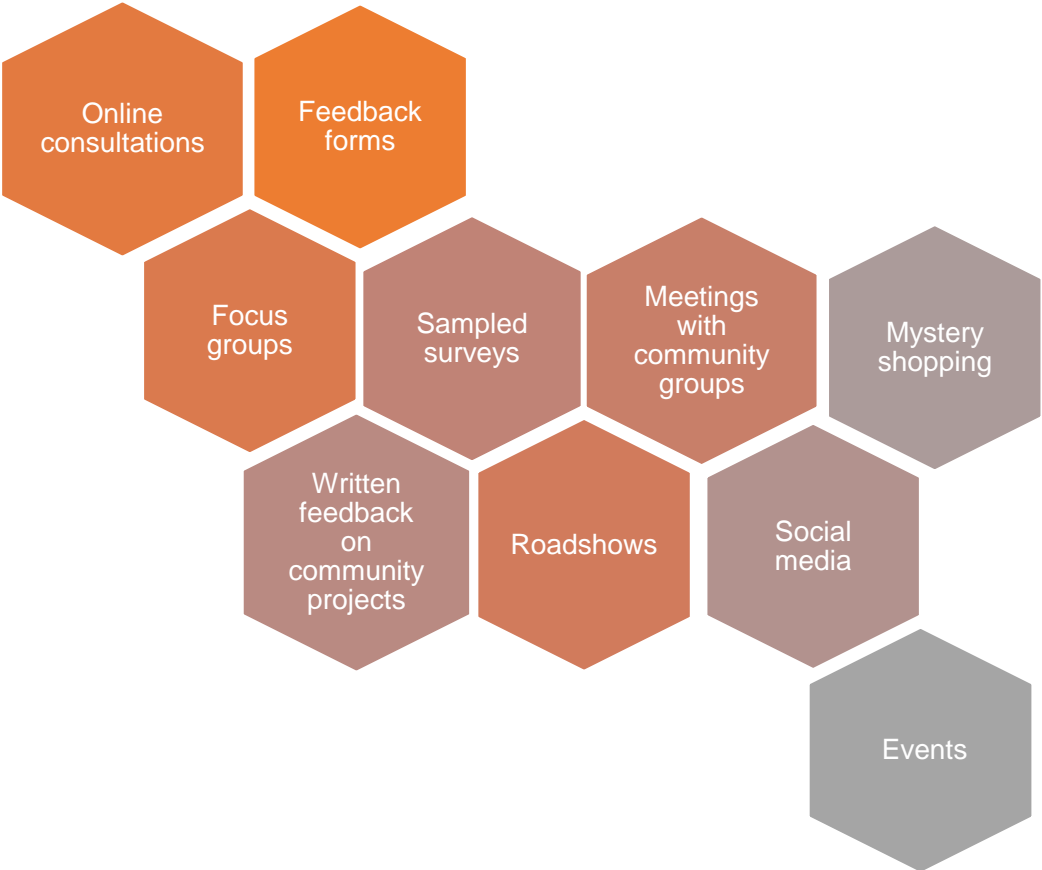 Online
consultations
Feedback
forms
Focus
groups
Sampled
surveys
Meetings
with
community
groups
Mystery
shopping
Written
feedback
on
community
projects
Roadshows
Social
media
Events